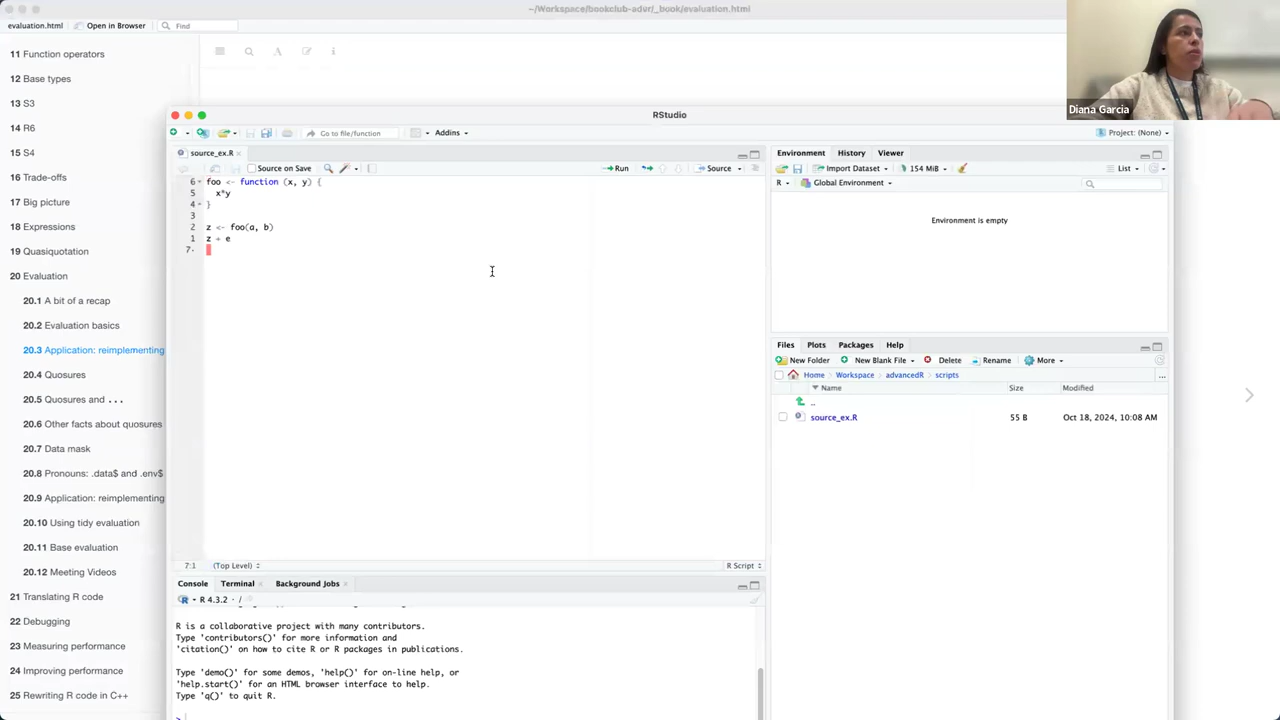 ~/Workspace/bookclub-advr/_book/evaluation.html
evaluation.html
Open in Browser
Find
11 Function operators
12 Base types
13 S3
14 R6
15 S4
16 Trade-offs
17 Big picture
18 Expressions
19 Quasiquotation
20 Evaluation
20.1 A bit of a recap
20.2 Evaluation basics
20.3 Application: reimplementing
20.4 Quosures
20.5 Quosures and ...
20.6 Other facts about quosures
20.7 Data mask
20.8 Pronouns: .data$ and .env$
20.9 Application: reimplementing
20.10 Using tidy evaluation
20.11 Base evaluation
20.12 Meeting Videos
21 Translating R code
22 Debugging
23 Measuring performance
24 Improving performance
25 Rewriting R code in C++
Diana Garcia
RStudio
Go to file/function
Addins
Project: (None)
source_ex.R
Source on Save
Run
Source
6 foo <- function (x, y) {
5 x*y
4 }
3
2 z <- foo(a, b)
1 z + e
7
7:1
(Top Level)
R Script
Console Terminal Background Jobs
R 4.3.2 · /
R is a collaborative project with many contributors.
Type 'contributors()' for more information and
'citation()' on how to cite R or R packages in publications.
Type 'demo()' for some demos, 'help()' for on-line help, or
'help.start()' for an HTML browser interface to help.
Type 'q()' to quit R.
>
Environment History Viewer
Import Dataset
154 MiB
List
R
Global Environment
Environment is empty
Files Plots Packages Help
New Folder
New Blank File
Delete
Rename
More
Home Workspace advancedR scripts
...
Name Size Modified
..
source_ex.R 55 B Oct 18, 2024, 10:08 AM